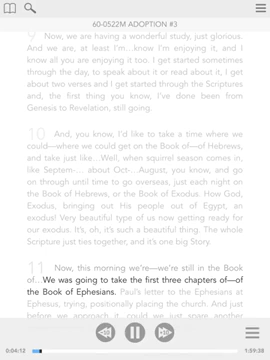 60-0522M ADOPTION #3
9 Now, we are having a wonderful study, just glorious.
And we are, at least I'm...know I'm enjoying it, and I
know all you are enjoying it too. I get started sometimes
through the day, to speak about it or read about it, I get
about two verses and I get started through the Scriptures
and, the first thing you know, I've done been from
Genesis to Revelation, still going.
10 And, you know, I'd like to take a time where we
could—where we could get on the Book of—of Hebrews,
and take just like...Well, when squirrel season comes in,
like Septem-... about Oct-...August, you know, and go
on through until time to go overseas, just each night on
the Book of Hebrews, or the Book of Exodus. How God,
Exodus, bringing out His people out of Egypt, an
exodus! Very beautiful type of us now getting ready for
our exodus. It's, oh, it's such a beautiful thing. The whole
Scripture just ties together, and it's one big Story.
11 Now, this morning we're—we're still in the Book
of...We was going to take the first three chapters of—of
the Book of Ephesians. Paul's letter to the Ephesians at
Ephesus, trying, positionally placing the church. And just
before we approach it, could we just spare another
0:04:12
1:59:38